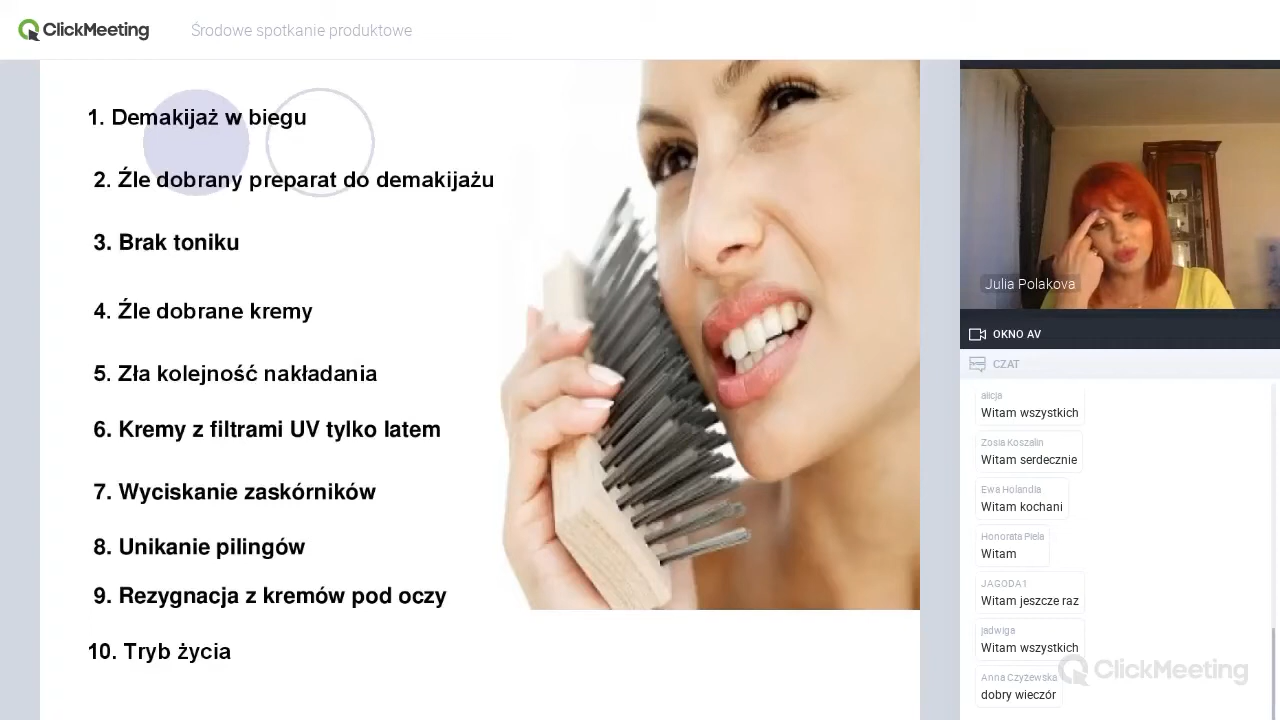 ClickMeeting
Środowe spotkanie produktowe
1. Demakijaż w biegu
2. Źle dobrany preparat do demakijażu
3. Brak toniku
4. Źle dobrane kremy
5. Zła kolejność nakładania
6. Kremy z filtrami UV tylko latem
7. Wyciskanie zaskórników
8. Unikanie pilingów
9. Rezygnacja z kremów pod oczy
10. Tryb życia
Julia Polakova
OKNO AV
CZAT
alicja
Witam wszystkich
Zosia Koszalin
Witam serdecznie
Ewa Holandia
Witam kochani
Honorata Piela
Witam
JAGODA1
Witam jeszcze raz
jadwiga
Witam wszystkich
Anna Czyżewska
dobry wieczór
ClickMeeting